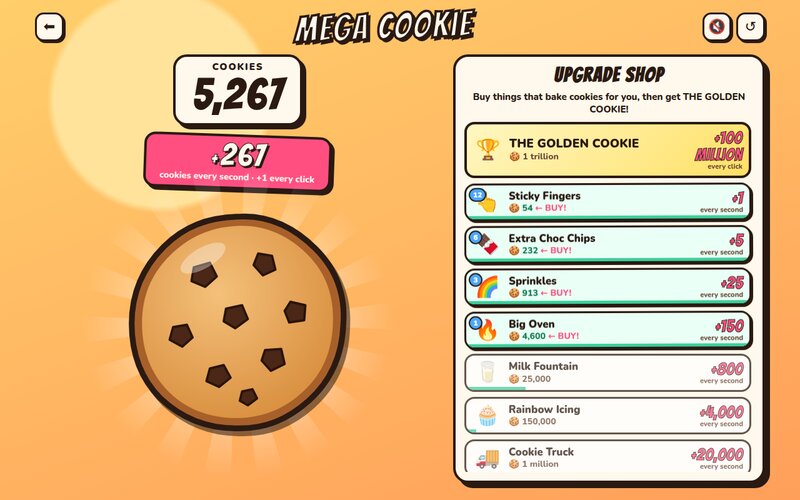 MEGA COOKIE
COOKIES
5,267
+267
cookies every second · +1 every click
UPGRADE SHOP
Buy things that bake cookies for you, then get THE GOLDEN
COOKIE!
THE GOLDEN COOKIE
1 trillion
+100
MILLION
every click
12
Sticky Fingers
54 ← BUY!
+1
every second
6
Extra Choc Chips
232 ← BUY!
+5
every second
3
Sprinkles
913 ← BUY!
+25
every second
1
Big Oven
4,600 ← BUY!
+150
every second
Milk Fountain
25,000
+800
every second
Rainbow Icing
150,000
+4,000
every second
Cookie Truck
1 million
+20,000
every second